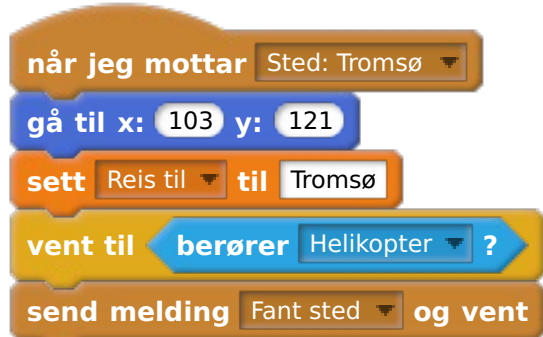 når jeg mottar Sted: Tromsø
gå til x: 103 y: 121
sett Reis til til Tromsø
vent til berører Helikopter ?
send melding Fant sted og vent